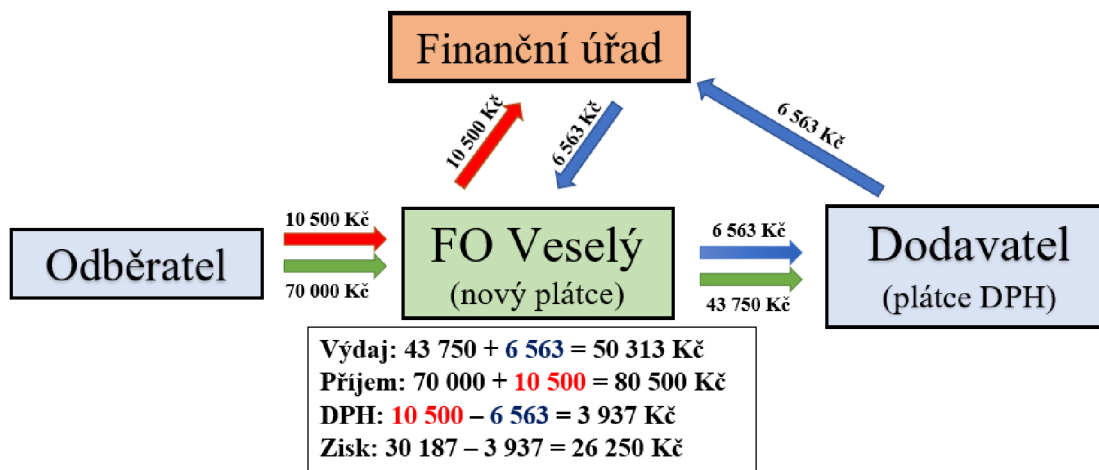 Finanční úřad
10 500 Kč
6 563 Kč
6 563 Kč
10 500 Kč
70 000 Kč
Odběratel
FO Veselý
(nový plátce)
6 563 Kč
43 750 Kč
Dodavatel
(plátce DPH)
Výdaj: 43 750 + 6 563 = 50 313 Kč
Příjem: 70 000 + 10 500 = 80 500 Kč
DPH: 10 500 – 6 563 = 3 937 Kč
Zisk: 30 187 – 3 937 = 26 250 Kč